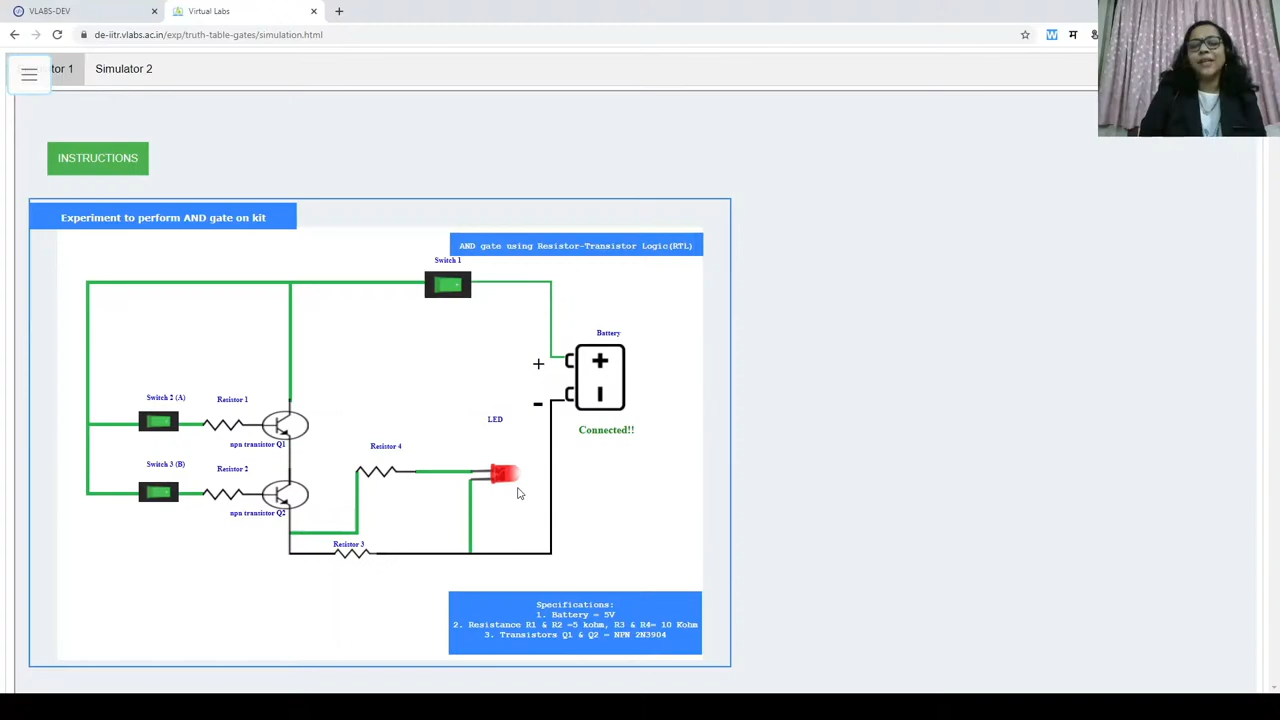 VLABS-DEV
Virtual Labs
de-iitr.vlabs.ac.in/exp/truth-table-gates/simulation.html
tor 1
Simulator 2
INSTRUCTIONS
Experiment to perform AND gate on kit
AND gate using Resistor-Transistor Logic(RTL)
Switch 1
Battery
+
+
-
Connected!!
LED
Switch 2 (A)
Resistor 1
npn transistor Q1
Resistor 4
Switch 3 (B)
Resistor 2
npn transistor Q2
Resistor 3
Specifications:
1. Battery = 5V
2. Resistance R1 & R2 =5 kohm, R3 & R4= 10 Kohm
3. Transistors Q1 & Q2 = NPN 2N3904